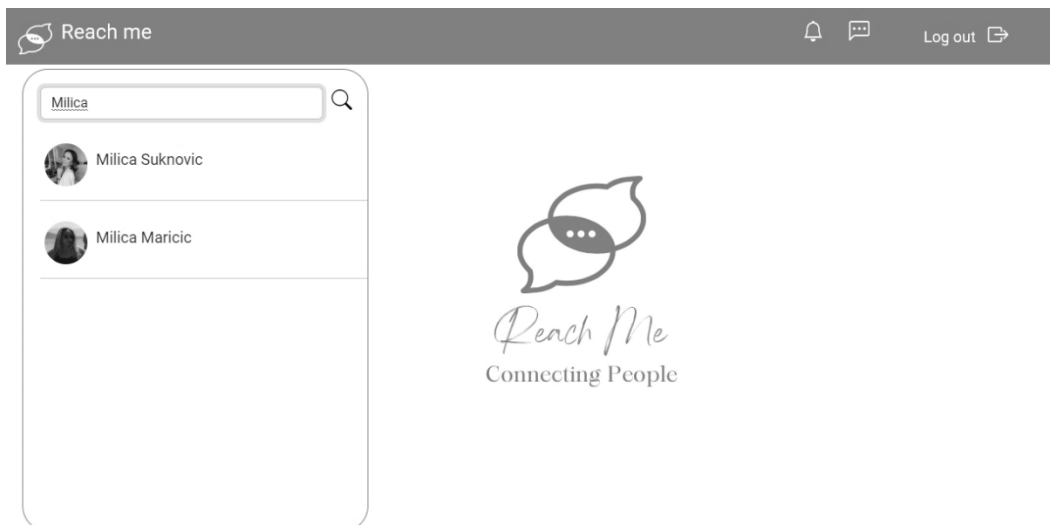 Reach me
Log out
Milica
Milica Suknovic
Milica Maricic
Reach Me
Connecting People